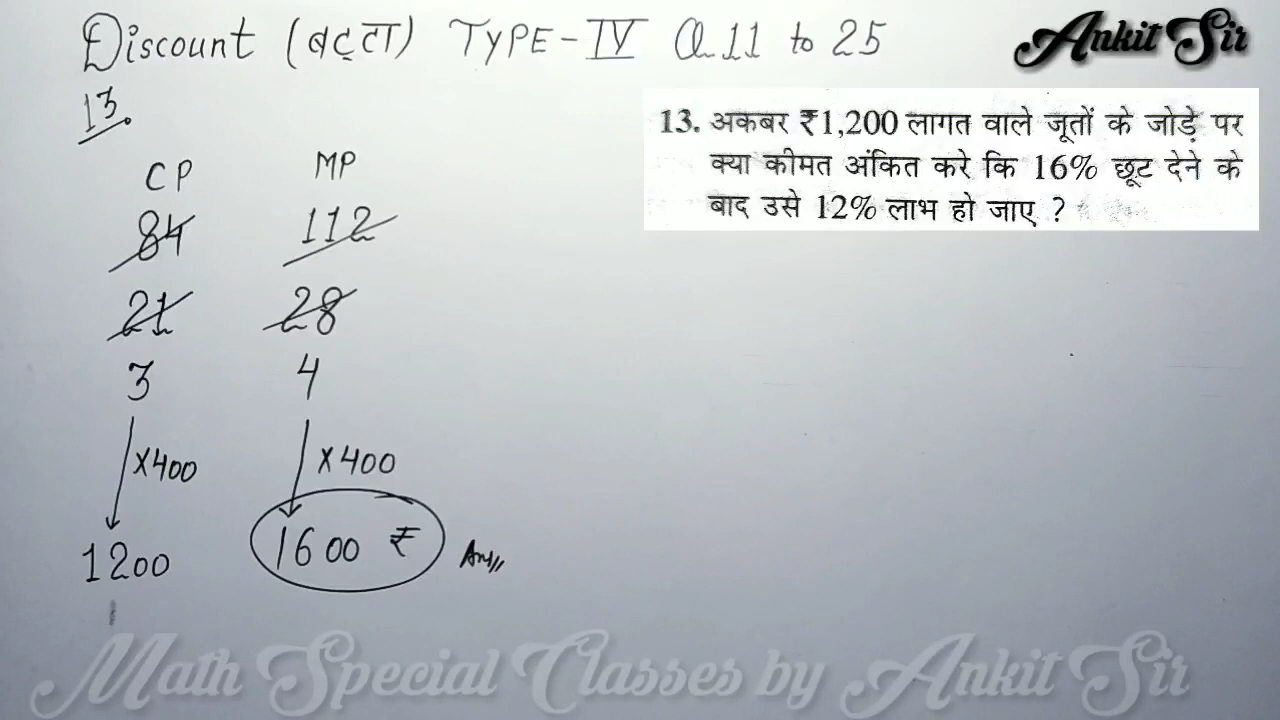 Discount (बट्टा) TYPE-IV Q.11 to 25
Ankit Sir
13.
13. अकबर ₹1,200 लागत वाले जूतों के जोड़े पर
क्या कीमत अंकित करे कि 16% छूट देने के
बाद उसे 12% लाभ हो जाए ?
CP MP
84 112
21 28
3 4
×400 ×400
1200 1600 ₹ Ans
Math Special Classes by Ankit Sir